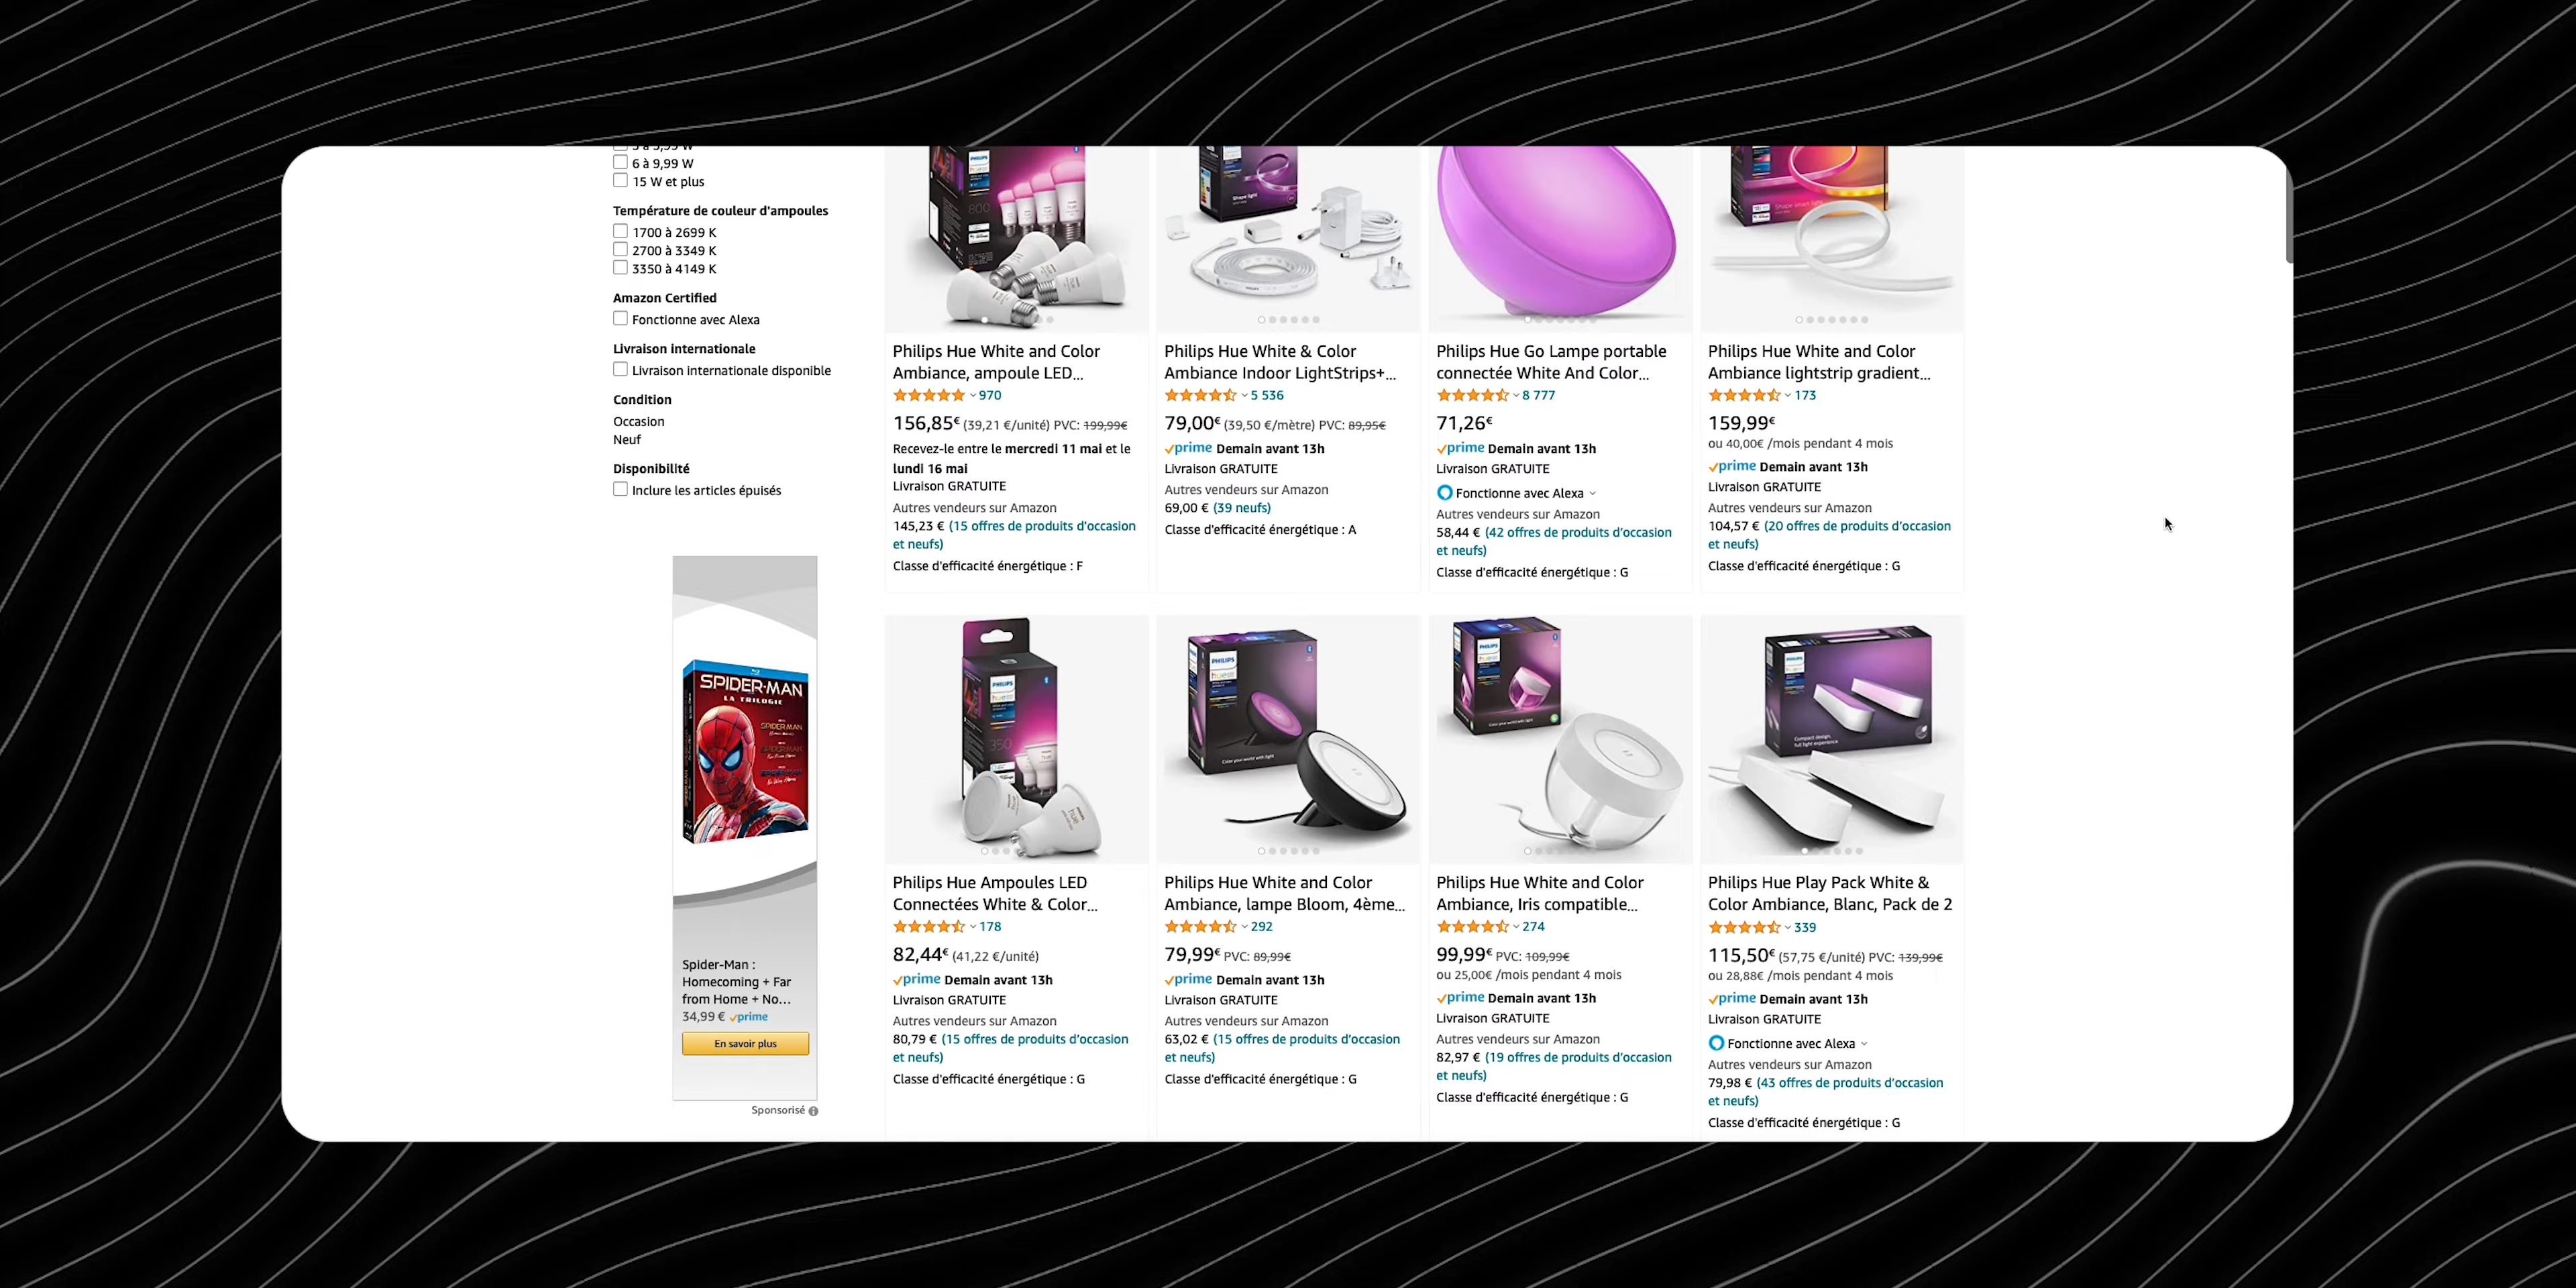 6 à 9,99 W
15 W et plus
Température de couleur d'ampoules
1700 à 2699 K
2700 à 3349 K
3350 à 4149 K
Amazon Certified
Fonctionne avec Alexa
Livraison internationale
Livraison internationale disponible
Condition
Occasion
Neuf
Disponibilité
Inclure les articles épuisés
SPIDER-MAN
LA TRILOGIE
Spider-Man :
Homecoming + Far
from Home + No...
34,99 € prime
En savoir plus
Sponsorisé
Philips Hue White and Color
Ambiance, ampoule LED...
970
156,85€ (39,21 €/unité) PVC: 199,99€
Recevez-le entre le mercredi 11 mai et le
lundi 16 mai
Livraison GRATUITE
Autres vendeurs sur Amazon
145,23 € (15 offres de produits d'occasion
et neufs)
Classe d'efficacité énergétique : F
Philips Hue White & Color
Ambiance Indoor LightStrips+...
5 536
79,00€ (39,50 €/mètre) PVC: 89,95€
prime Demain avant 13h
Livraison GRATUITE
Autres vendeurs sur Amazon
69,00 € (39 neufs)
Classe d'efficacité énergétique : A
Philips Hue Go Lampe portable
connectée White And Color...
8 777
71,26€
prime Demain avant 13h
Livraison GRATUITE
Fonctionne avec Alexa
Autres vendeurs sur Amazon
58,44 € (42 offres de produits d'occasion
et neufs)
Classe d'efficacité énergétique : G
Philips Hue White and Color
Ambiance lightstrip gradient...
173
159,99€
ou 40,00€ /mois pendant 4 mois
prime Demain avant 13h
Livraison GRATUITE
Autres vendeurs sur Amazon
104,57 € (20 offres de produits d'occasion
et neufs)
Classe d'efficacité énergétique : G
PHILIPS
Philips Hue Ampoules LED
Connectées White & Color...
178
82,44€ (41,22 €/unité)
prime Demain avant 13h
Livraison GRATUITE
Autres vendeurs sur Amazon
80,79 € (15 offres de produits d'occasion
et neufs)
Classe d'efficacité énergétique : G
PHILIPS
Color your world with light
Philips Hue White and Color
Ambiance, lampe Bloom, 4ème...
292
79,99€ PVC: 89,99€
prime Demain avant 13h
Livraison GRATUITE
Autres vendeurs sur Amazon
63,02 € (15 offres de produits d'occasion
et neufs)
Classe d'efficacité énergétique : G
Philips Hue White and Color
Ambiance, Iris compatible...
274
99,99€ PVC: 109,99€
ou 25,00€ /mois pendant 4 mois
prime Demain avant 13h
Livraison GRATUITE
Autres vendeurs sur Amazon
82,97 € (19 offres de produits d'occasion
et neufs)
Classe d'efficacité énergétique : G
Compact design,
full light experience
Philips Hue Play Pack White &
Color Ambiance, Blanc, Pack de 2
339
115,50€ (57,75 €/unité) PVC: 139,99€
ou 28,88€ /mois pendant 4 mois
prime Demain avant 13h
Livraison GRATUITE
Fonctionne avec Alexa
Autres vendeurs sur Amazon
79,98 € (43 offres de produits d'occasion
et neufs)
Classe d'efficacité énergétique : G